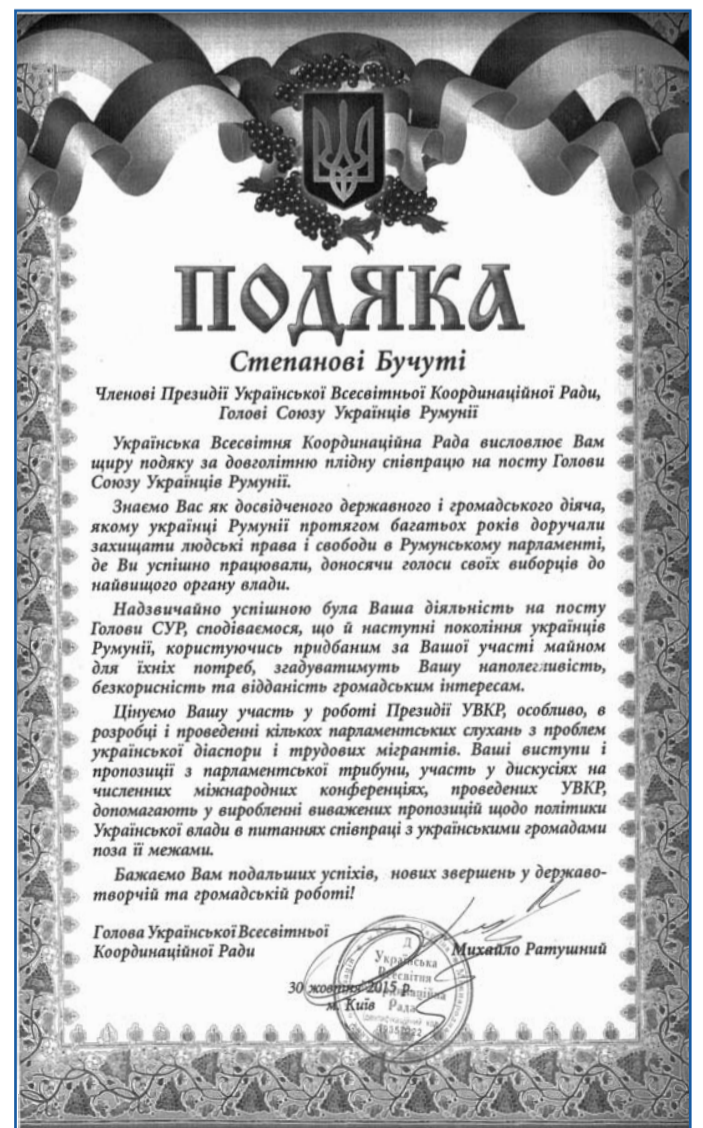 ПОДЯКА
Степанові Бучуті
Членові Президії Української Всесвітньої Координаційної Ради,
Голові Союзу Українців Румунії
Українська Всесвітня Координаційна Рада висловлює Вам
щиру подяку за довголітню плідну співпрацю на посту Голови
Союзу Українців Румунії.
Знаємо Вас як досвідченого державного і громадського діяча,
якому українці Румунії протягом багатьох років доручали
захищати людські права і свободи в Румунському парламенті,
де Ви успішно працювали, доносячи голоси своїх виборців до
найвищого органу влади.
Надзвичайно успішною була Ваша діяльність на посту
Голови СУР, сподіваємося, що й наступні покоління українців
Румунії, користуючись придбаним за Вашої участі майном
для їхніх потреб, згадуватимуть Вашу наполегливість,
безкорисність та відданість громадським інтересам.
Цінуємо Вашу участь у роботі Президії УВКР, особливо, в
розробці і проведенні кількох парламентських слухань з проблем
української діаспори і трудових мігрантів. Ваші виступи і
пропозиції з парламентської трибуни, участь у дискусіях на
численних міжнародних конференціях, проведених УВКР,
допомагають у виробленні виважених пропозицій щодо політики
Української влади в питаннях співпраці з українськими громадами
поза її межами.
Бажаємо Вам подальших успіхів, нових звершень у державо-
творчій та громадській роботі!
Голова Української Всесвітньої
Координаційної Ради
Михайло Ратушний
30 жовтня 2015 р.
м. Київ
Українська
Всесвітня
Координаційна
Рада